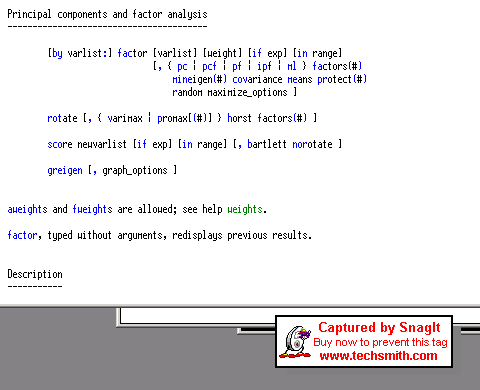 Principal components and factor analysis
----------------------------------------
[by varlist:] factor [varlist] [weight] [if exp] [in range]
[, { pc | pcf | pf | ipf | ml } factors(#)
mineigen(#) covariance means protect(#)
random maximize_options ]
rotate [, { varimax | promax[(#)] } horst factors(#) ]
score newvarlist [if exp] [in range] [, bartlett norotate ]
greigen [, graph_options ]
aweights and fweights are allowed; see help weights.
factor, typed without arguments, redisplays previous results.
Description
-----------
Captured by SnagIt
Buy now to prevent this tag
www.techsmith.com